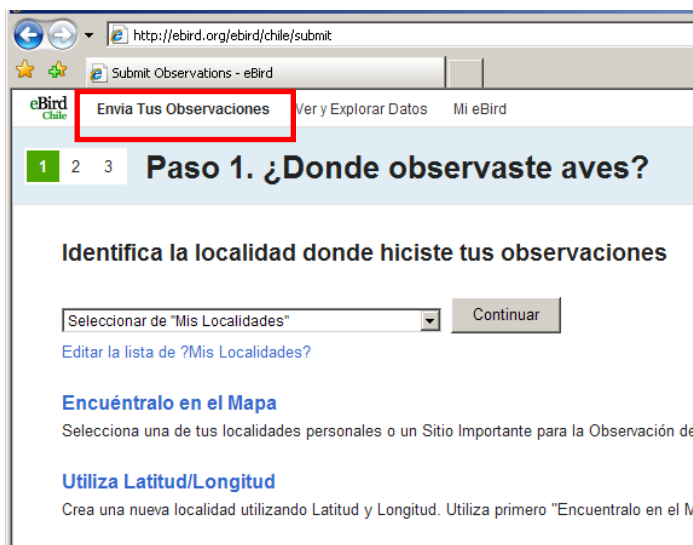 http://ebird.org/ebird/chile/submit
Submit Observations - eBird
eBird Chile Envia Tus Observaciones Ver y Explorar Datos Mi eBird
1 2 3 Paso 1. ¿Donde observaste aves?
Identifica la localidad donde hiciste tus observaciones
Seleccionar de "Mis Localidades" Continuar
Editar la lista de ?Mis Localidades?
Encuéntralo en el Mapa
Selecciona una de tus localidades personales o un Sitio Importante para la Observación de
Utiliza Latitud/Longitud
Crea una nueva localidad utilizando Latitud y Longitud. Utiliza primero "Encuentralo en el M